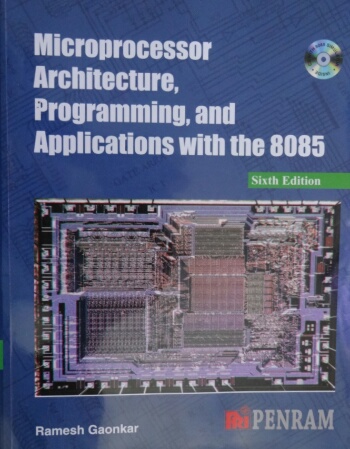 Microprocessor
Architecture,
Programming, and
Applications with the 8085
Sixth Edition
Ramesh Gaonkar
PENRAM